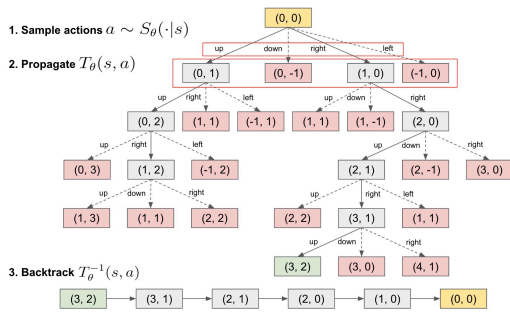 (0, 0)
1. Sample actions a ∼ S_θ(·|s)
up down right left
2. Propagate T_θ(s, a)
(0, 1) (0, -1) (1, 0) (-1, 0)
up right left up down right
(0, 2) (1, 1) (-1, 1) (1, 1) (1, -1) (2, 0)
up right left up down right
(0, 3) (1, 2) (-1, 2) (2, 1) (2, -1) (3, 0)
up down right up right left
(1, 3) (1, 1) (2, 2) (2, 2) (3, 1) (1, 1)
up down right
(3, 2) (3, 0) (4, 1)
3. Backtrack T_θ^{-1}(s, a)
(3, 2) (3, 1) (2, 1) (2, 0) (1, 0) (0, 0)